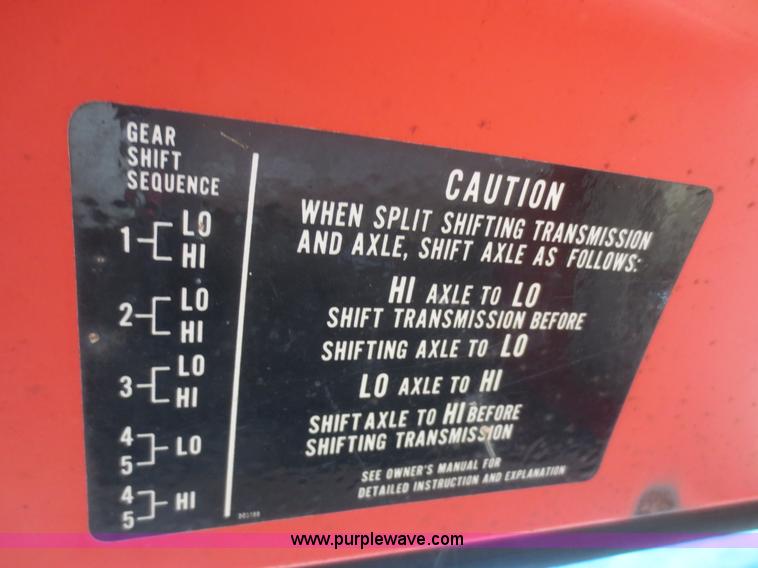 GEAR
SHIFT
SEQUENCE
1 LO
HI
2 LO
HI
3 LO
HI
4
5 LO
4
5 HI
CAUTION
WHEN SPLIT SHIFTING TRANSMISSION
AND AXLE, SHIFT AXLE AS FOLLOWS:
HI AXLE TO LO
SHIFT TRANSMISSION BEFORE
SHIFTING AXLE TO LO
LO AXLE TO HI
SHIFT AXLE TO HI BEFORE
SHIFTING TRANSMISSION
SEE OWNER'S MANUAL FOR
DETAILED INSTRUCTION AND EXPLANATION
www.purplewave.com